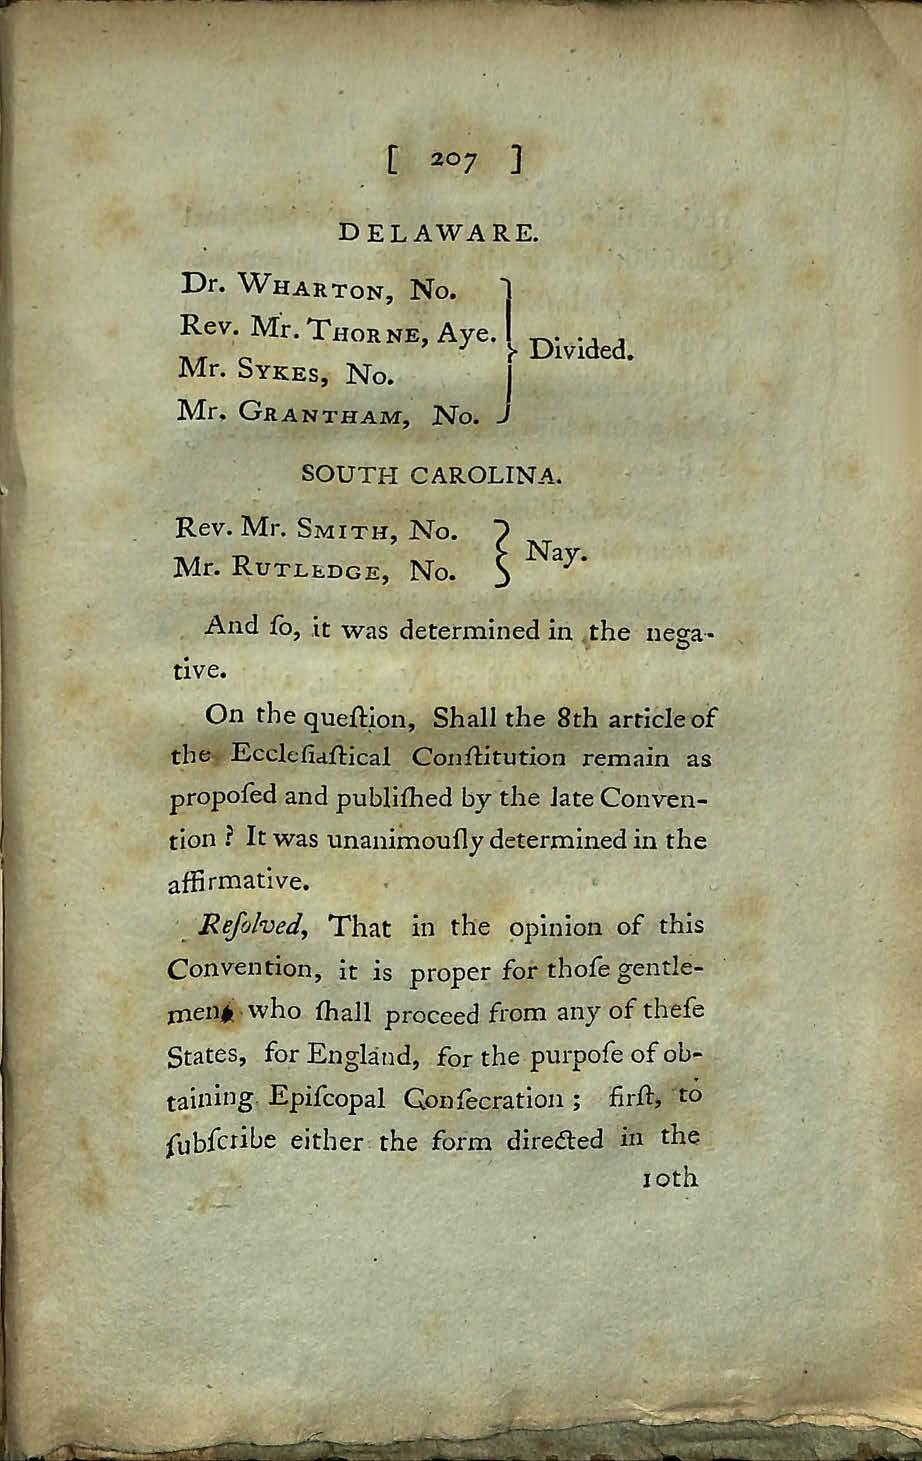 [ 207 ]
DELAWARE.
Dr. WHARTON, No.
Rev. Mr. THORNE, Aye.
Divided.
Mr. SYKES, No.
Mr. GRANTHAM, No.
SOUTH CAROLINA.
Rev. Mr. SMITH, No.
Nay.
Mr. RUTLEDGE, No.
And ſo, it was determined in the nega-
tive.
On the queſtion, Shall the 8th article of
the Eccleſiaſtical Conſtitution remain as
propoſed and publiſhed by the late Conven-
tion ? It was unanimouſly determined in the
affirmative.
Reſolved, That in the opinion of this
Convention, it is proper for thoſe gentle-
men, who ſhall proceed from any of theſe
States, for England, for the purpoſe of ob-
taining Epiſcopal Conſecration ; firſt, to
ſubſcribe either the form directed in the
10th